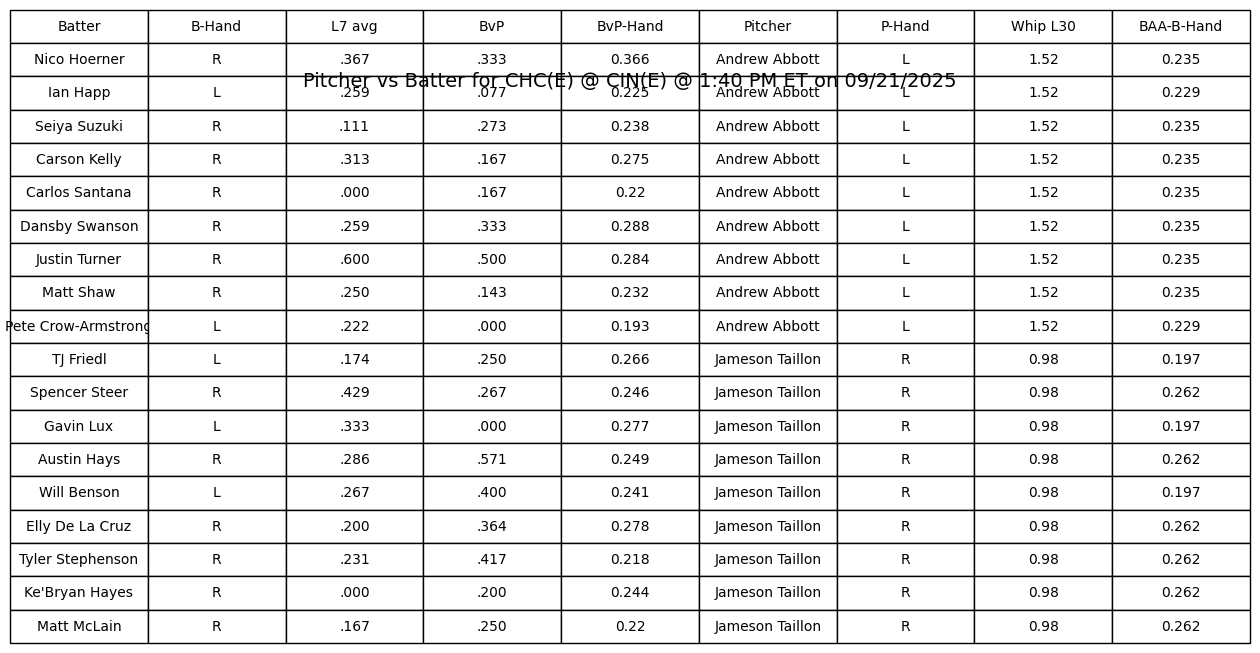 Batter B-Hand L7 avg BvP BvP-Hand Pitcher P-Hand Whip L30 BAA-B-Hand
Nico Hoerner R .367 .333 0.366 Andrew Abbott L 1.52 0.235
Pitcher vs Batter for CHC(E) @ CIN(E) @ 1:40 PM ET on 09/21/2025
Ian Happ L .259 .077 0.225 Andrew Abbott L 1.52 0.229
Seiya Suzuki R .111 .273 0.238 Andrew Abbott L 1.52 0.235
Carson Kelly R .313 .167 0.275 Andrew Abbott L 1.52 0.235
Carlos Santana R .000 .167 0.22 Andrew Abbott L 1.52 0.235
Dansby Swanson R .259 .333 0.288 Andrew Abbott L 1.52 0.235
Justin Turner R .600 .500 0.284 Andrew Abbott L 1.52 0.235
Matt Shaw R .250 .143 0.232 Andrew Abbott L 1.52 0.235
Pete Crow-Armstrong L .222 .000 0.193 Andrew Abbott L 1.52 0.229
TJ Friedl L .174 .250 0.266 Jameson Taillon R 0.98 0.197
Spencer Steer R .429 .267 0.246 Jameson Taillon R 0.98 0.262
Gavin Lux L .333 .000 0.277 Jameson Taillon R 0.98 0.197
Austin Hays R .286 .571 0.249 Jameson Taillon R 0.98 0.262
Will Benson L .267 .400 0.241 Jameson Taillon R 0.98 0.197
Elly De La Cruz R .200 .364 0.278 Jameson Taillon R 0.98 0.262
Tyler Stephenson R .231 .417 0.218 Jameson Taillon R 0.98 0.262
Ke'Bryan Hayes R .000 .200 0.244 Jameson Taillon R 0.98 0.262
Matt McLain R .167 .250 0.22 Jameson Taillon R 0.98 0.262